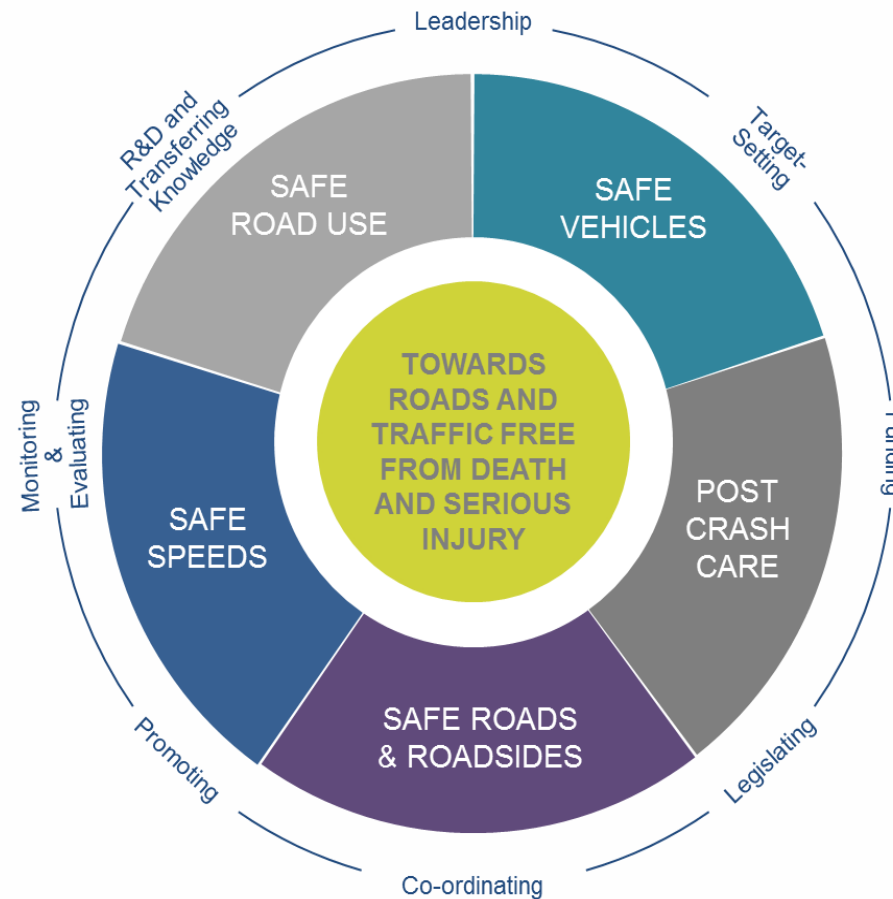 Leadership
Target-
Setting
Funding
Legislating
Co-ordinating
Promoting
Monitoring
&
Evaluating
R&D and
Transferring
Knowledge
SAFE
VEHICLES
POST
CRASH
CARE
SAFE ROADS
& ROADSIDES
SAFE
SPEEDS
SAFE
ROAD USE
TOWARDS
ROADS AND
TRAFFIC FREE
FROM DEATH
AND SERIOUS
INJURY